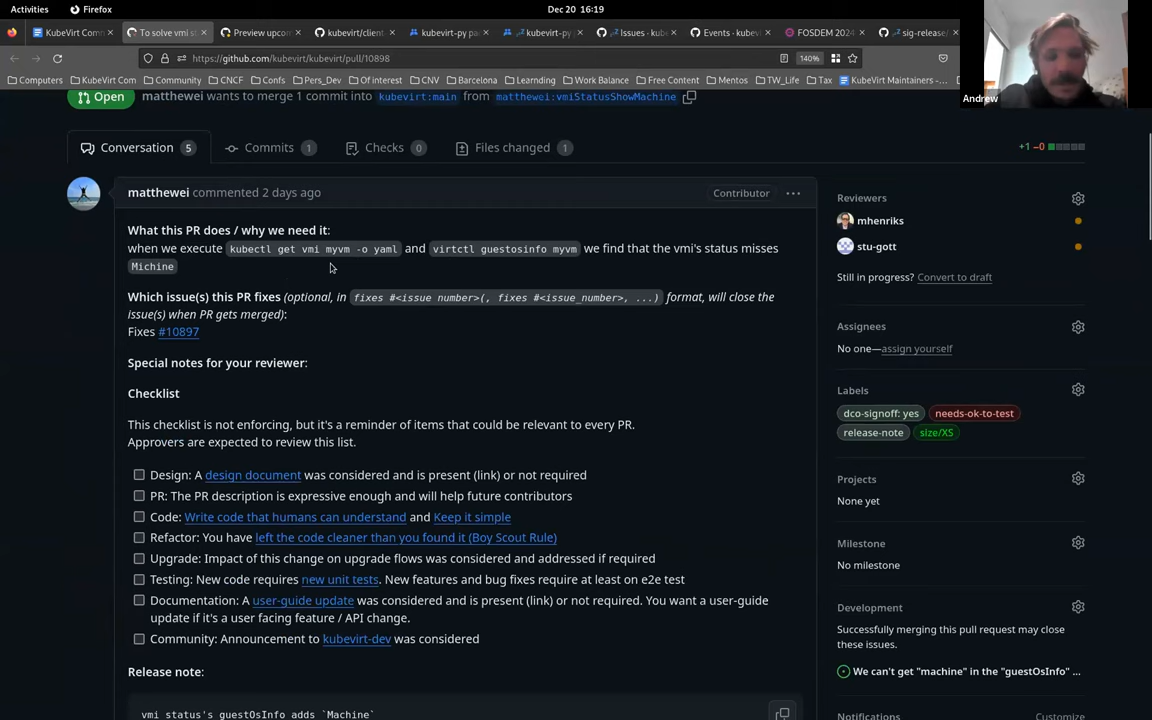 Activities
Firefox
Dec 20 16:19
KubeVirt Comm
To solve vmi st
Preview upcom
kubevirt/client
kubevirt-py pa
kubevirt-py
Issues · kub
Events · kubev
FOSDEM 2024
sig-release/
https://github.com/kubevirt/kubevirt/pull/10898
140%
Computers
KubeVirt Com
Community
CNCF
Confs
Pers_Dev
Of interest
CNV
Barcelona
Learnding
Work Balance
Free Content
Mentos
TW_Life
Tax
KubeVirt Maintainers –…
Andrew
Open
matthewei wants to merge 1 commit into kubevirt:main from matthewei:vmiStatusShowMachine
Conversation 5
Commits 1
Checks 0
Files changed 1
+1 −0
matthewei commented 2 days ago
Contributor
What this PR does / why we need it:
when we execute kubectl get vmi myvm -o yaml and virtctl guestosinfo myvm we find that the vmi's status misses
Michine
Which issue(s) this PR fixes (optional, in fixes #<issue number>(, fixes #<issue_number>, ...) format, will close the
issue(s) when PR gets merged):
Fixes #10897
Special notes for your reviewer:
Checklist
This checklist is not enforcing, but it's a reminder of items that could be relevant to every PR.
Approvers are expected to review this list.
Design: A design document was considered and is present (link) or not required
PR: The PR description is expressive enough and will help future contributors
Code: Write code that humans can understand and Keep it simple
Refactor: You have left the code cleaner than you found it (Boy Scout Rule)
Upgrade: Impact of this change on upgrade flows was considered and addressed if required
Testing: New code requires new unit tests. New features and bug fixes require at least on e2e test
Documentation: A user-guide update was considered and is present (link) or not required. You want a user-guide
update if it's a user facing feature / API change.
Community: Announcement to kubevirt-dev was considered
Release note:
vmi status's guestOsInfo adds `Machine`
Reviewers
mhenriks
stu-gott
Still in progress? Convert to draft
Assignees
No one—assign yourself
Labels
dco-signoff: yes
needs-ok-to-test
release-note
size/XS
Projects
None yet
Milestone
No milestone
Development
Successfully merging this pull request may close
these issues.
We can't get "machine" in the "guestOsInfo" ...
Notifications
Customize